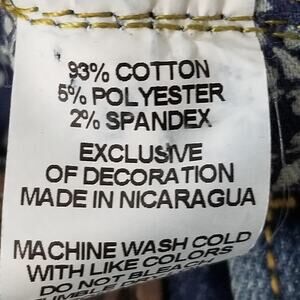 93% COTTON
5% POLYESTER
2% SPANDEX
EXCLUSIVE
OF DECORATION
MADE IN NICARAGUA
MACHINE WASH COLD
WITH LIKE COLORS
DO NOT BLEACH
TUMBLE